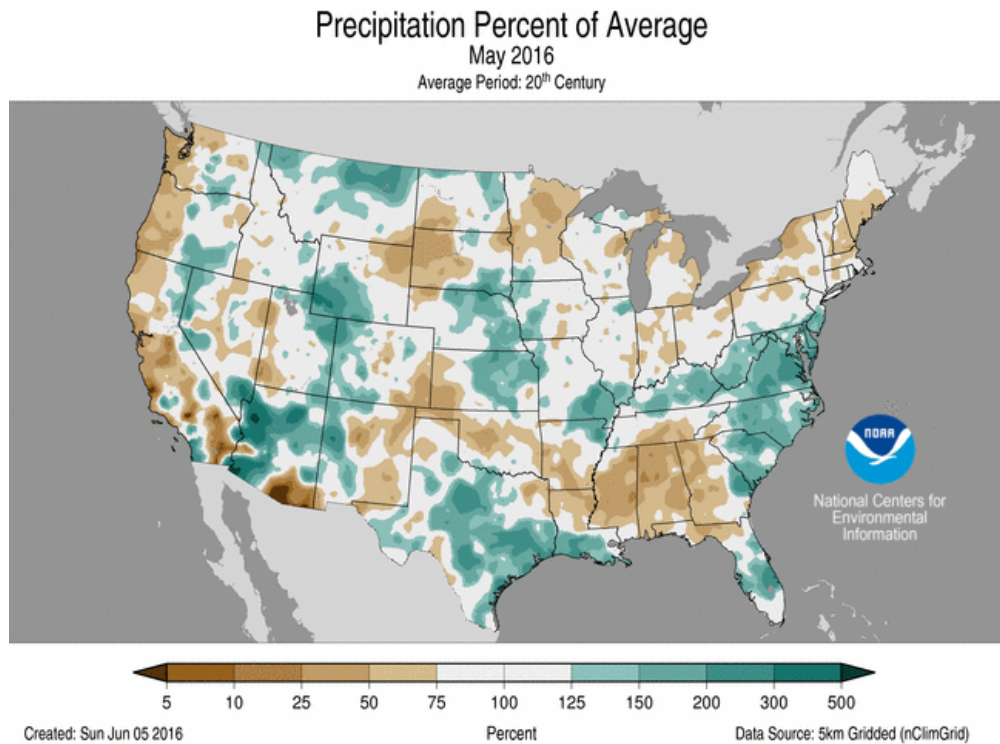 Precipitation Percent of Average
May 2016
Average Period: 20th Century
NOAA
National Centers for
Environmental
Information
5 10 25 50 75 100 125 150 200 300 500
Created: Sun Jun 05 2016 Percent Data Source: 5km Gridded (nClimGrid)